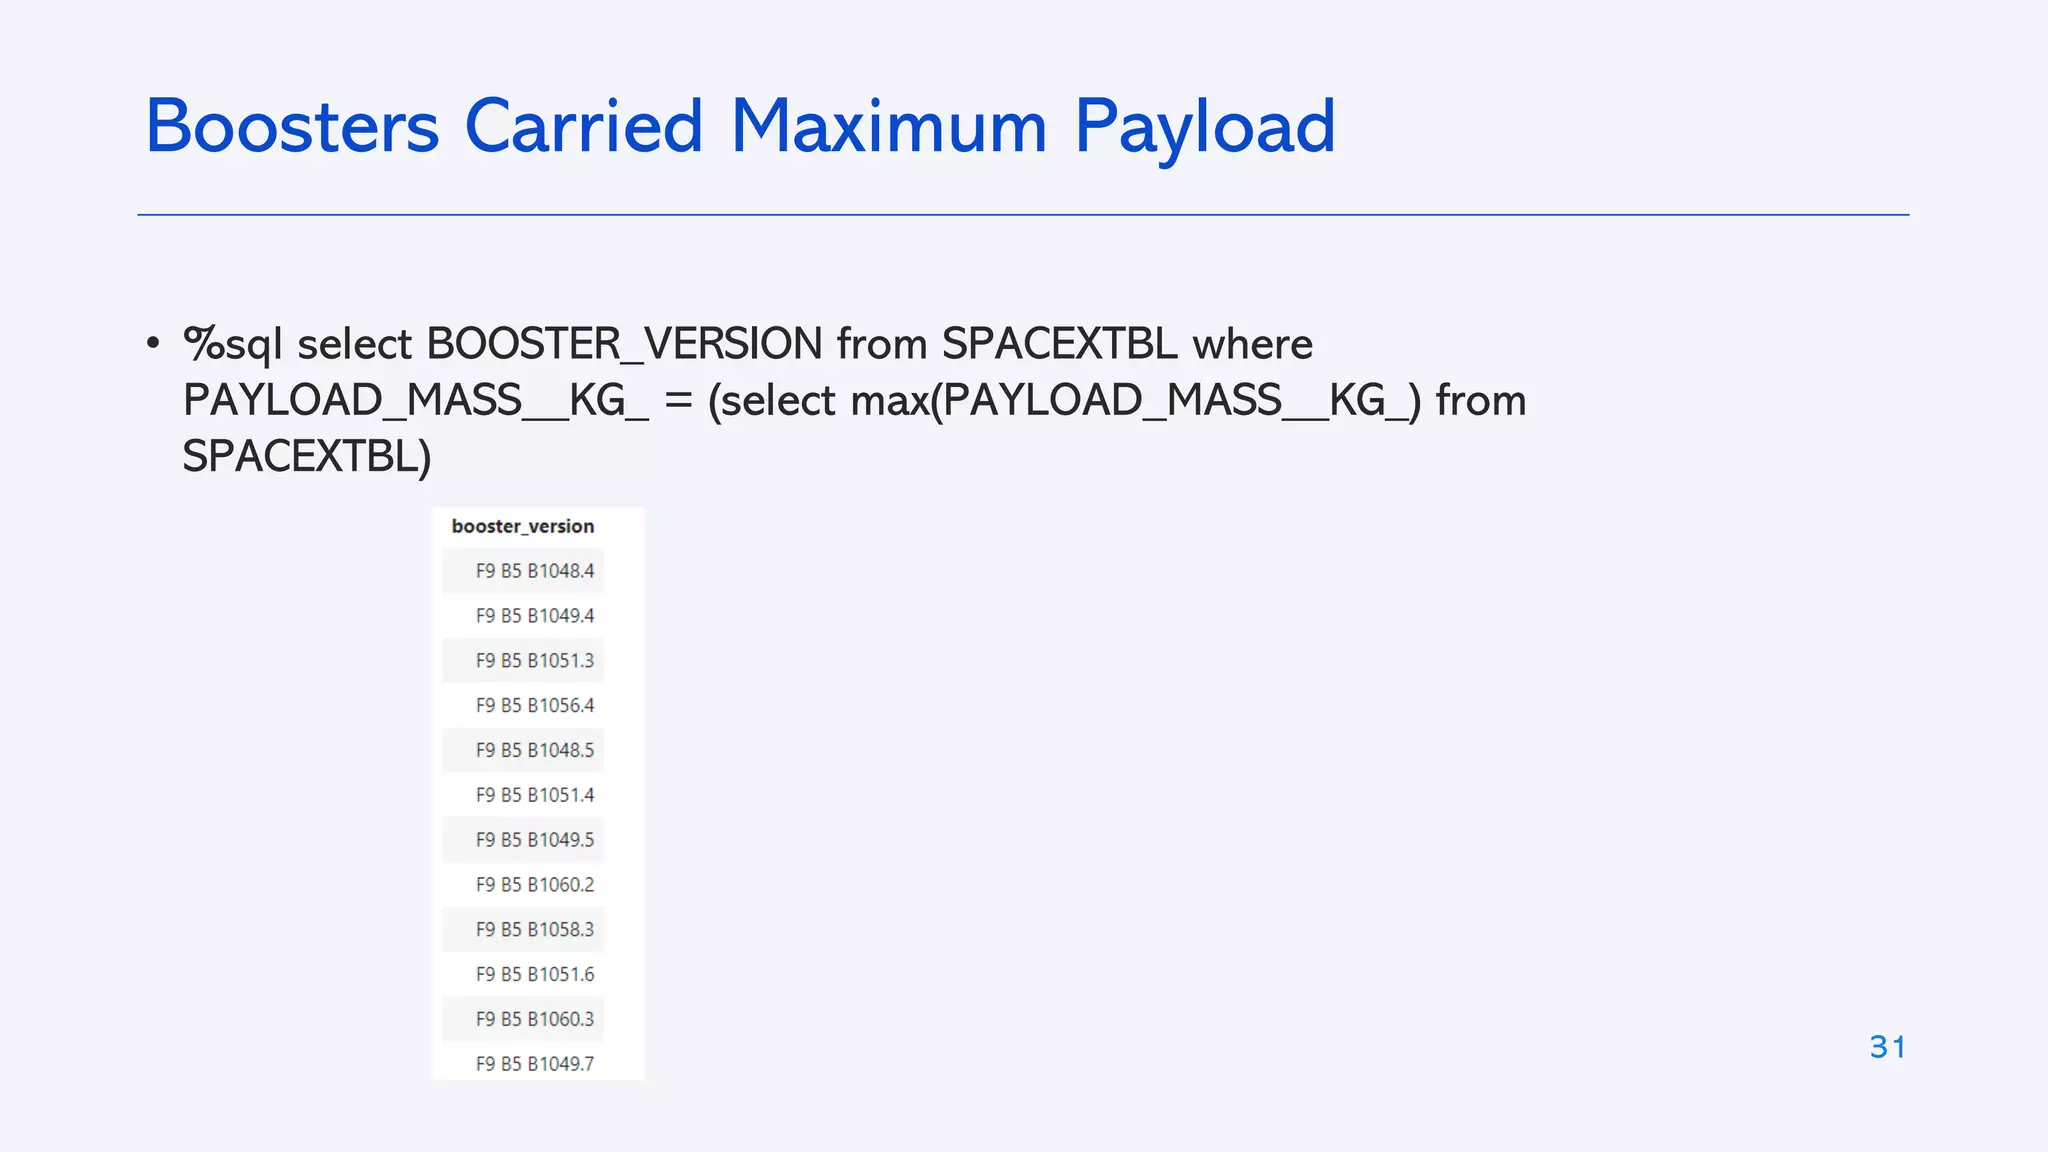 Boosters Carried Maximum Payload
• %sql select BOOSTER_VERSION from SPACEXTBL where
PAYLOAD_MASS__KG_ = (select max(PAYLOAD_MASS__KG_) from
SPACEXTBL)
booster_version
F9 B5 B1048.4
F9 B5 B1049.4
F9 B5 B1051.3
F9 B5 B1056.4
F9 B5 B1048.5
F9 B5 B1051.4
F9 B5 B1049.5
F9 B5 B1060.2
F9 B5 B1058.3
F9 B5 B1051.6
F9 B5 B1060.3
F9 B5 B1049.7
31